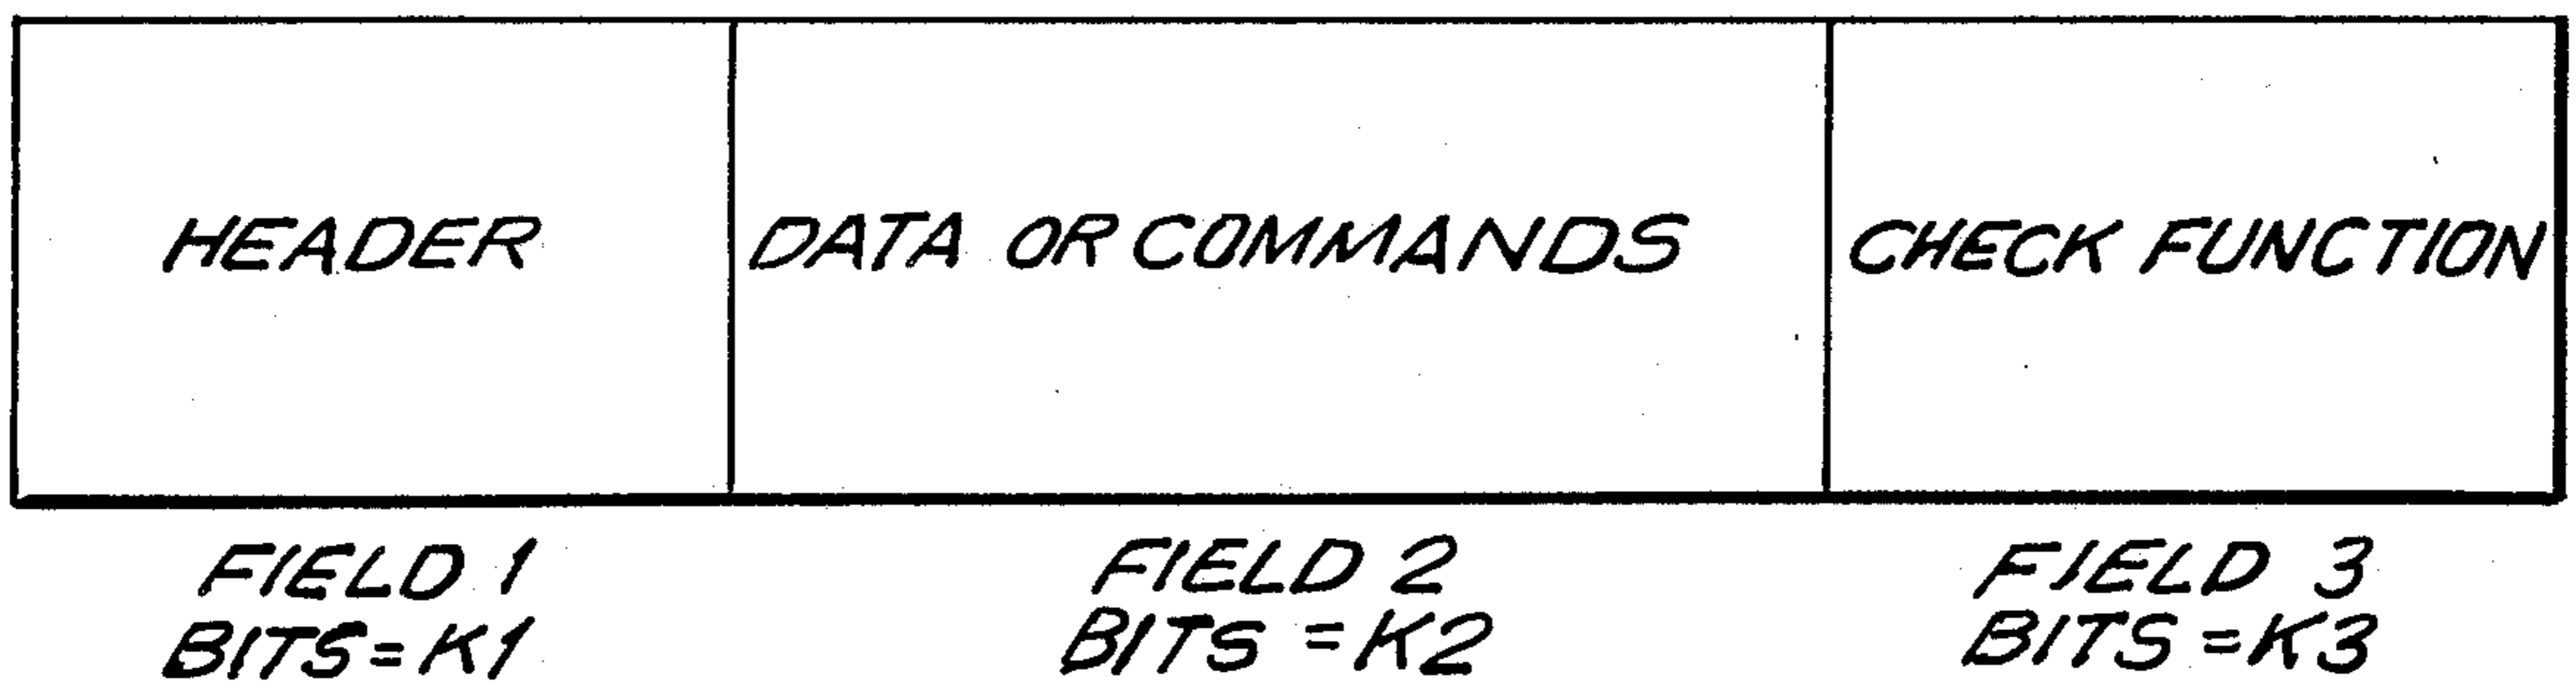 HEADER
DATA OR COMMANDS
CHECK FUNCTION
FIELD 1
BITS=K1
FIELD 2
BITS =K2
FIELD 3
BITS =K3